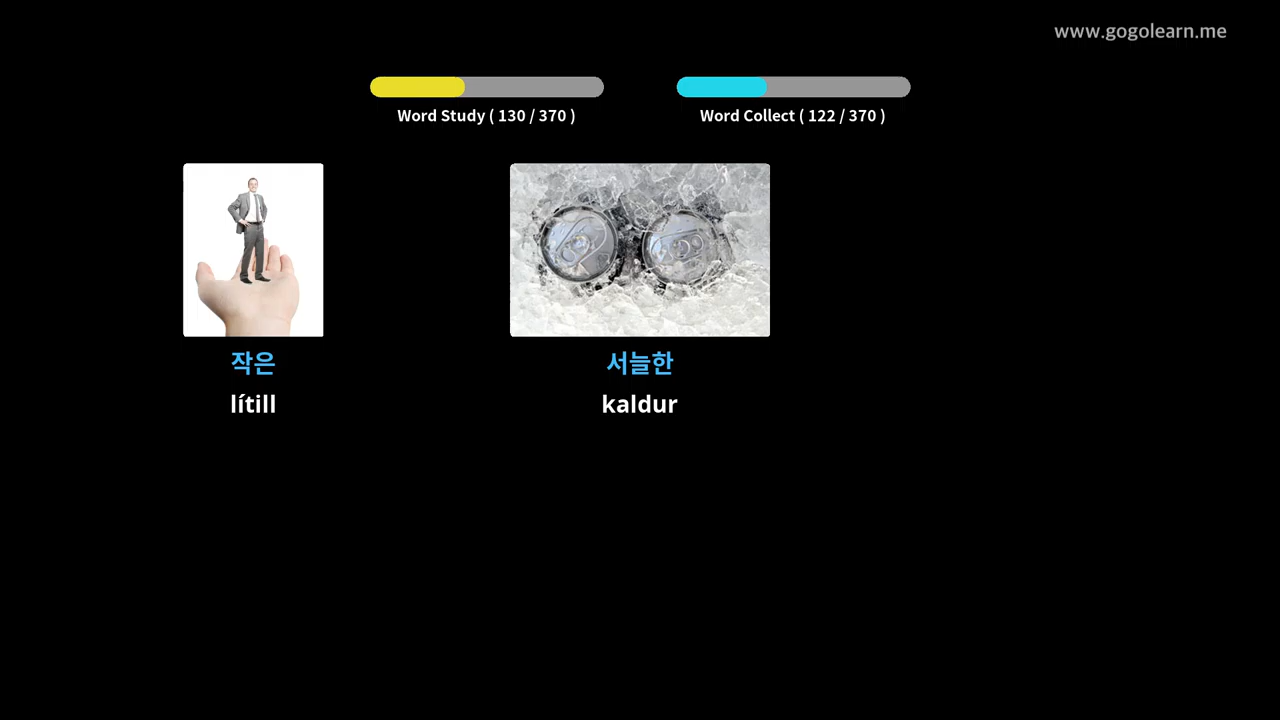 www.gogolearn.me
Word Study ( 130 / 370 )
Word Collect ( 122 / 370 )
작은
lítill
서늘한
kaldur